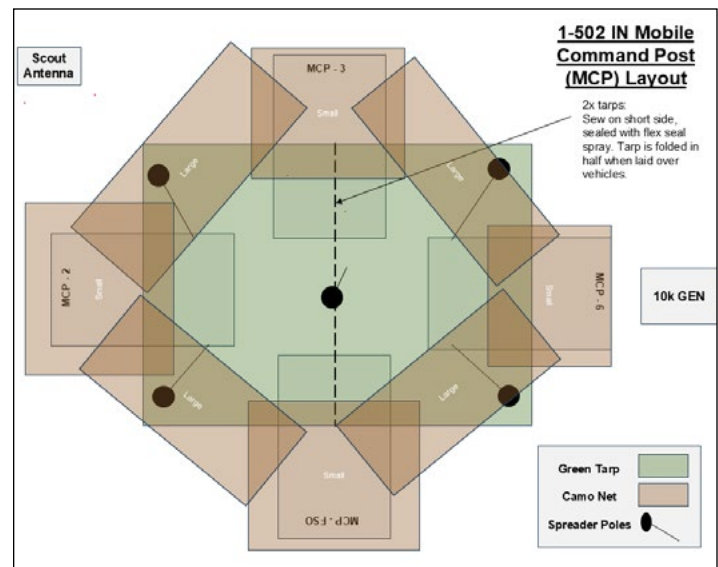 1-502 IN Mobile
Command Post
(MCP) Layout
Scout
Antenna
MCP - 3
Small
2x tarps:
Sew on short side,
sealed with flex seal
spray. Tarp is folded in
half when laid over
vehicles.
Large
Large
MCP - 2
Small
Small
MCP - 6
10k GEN
Large
Large
Small
MCP-FSO
Green Tarp
Camo Net
Spreader Poles